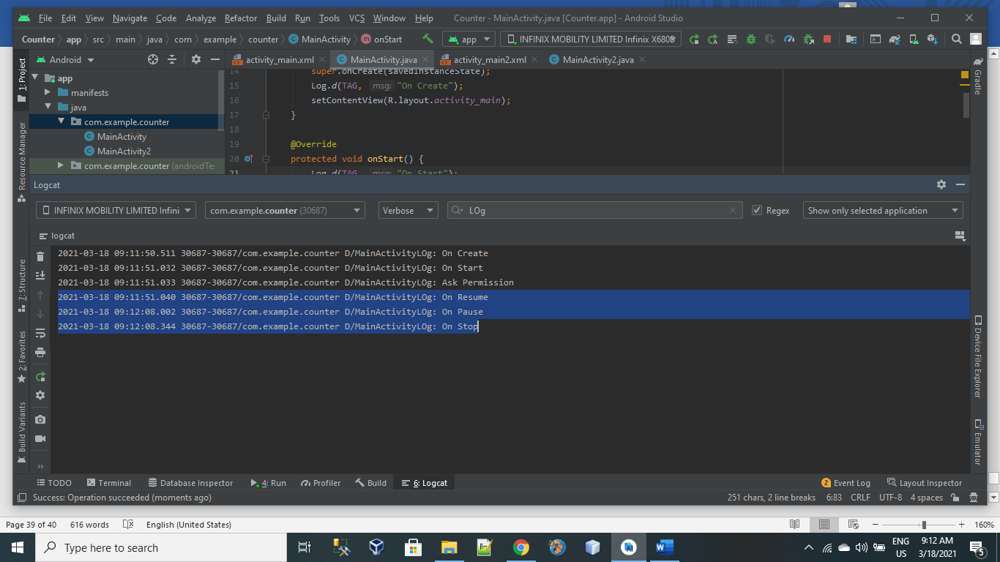 File Edit View Navigate Code Analyze Refactor Build Run Tools VCS Window Help Counter - MainActivity.java [Counter.app] - Android Studio
Counter app src main java com example counter MainActivity onStart app INFINIX MOBILITY LIMITED Infinix X680B
Android activity_main.xml MainActivity.java activity_main2.xml MainActivity2.java
1: Project
Resource Manager
7: Structure
2: Favorites
Build Variants
app
manifests
java
com.example.counter
MainActivity
MainActivity2
com.example.counter (androidTe
14 super.onCreate(savedInstanceState);
15 Log.d(TAG, msg: "On Create");
16 setContentView(R.layout.activity_main);
17 }
18
19 @Override
20 protected void onStart() {
21 Log.d(TAG, msg: "On Start");
Gradle
Device File Explorer
Emulator
Logcat
INFINIX MOBILITY LIMITED Infini com.example.counter (30687) Verbose LOg Regex Show only selected application
logcat
2021-03-18 09:11:50.511 30687-30687/com.example.counter D/MainActivityLOg: On Create
2021-03-18 09:11:51.032 30687-30687/com.example.counter D/MainActivityLOg: On Start
2021-03-18 09:11:51.033 30687-30687/com.example.counter D/MainActivityLOg: Ask Permission
2021-03-18 09:11:51.040 30687-30687/com.example.counter D/MainActivityLOg: On Resume
2021-03-18 09:12:08.002 30687-30687/com.example.counter D/MainActivityLOg: On Pause
2021-03-18 09:12:08.344 30687-30687/com.example.counter D/MainActivityLOg: On Stop
TODO Terminal Database Inspector 4: Run Profiler Build 6: Logcat 2 Event Log Layout Inspector
Success: Operation succeeded (moments ago) 251 chars, 2 line breaks 6:83 CRLF UTF-8 4 spaces
Page 39 of 40 616 words English (United States) 160%
Type here to search
ENG 9:12 AM
US 3/18/2021 5